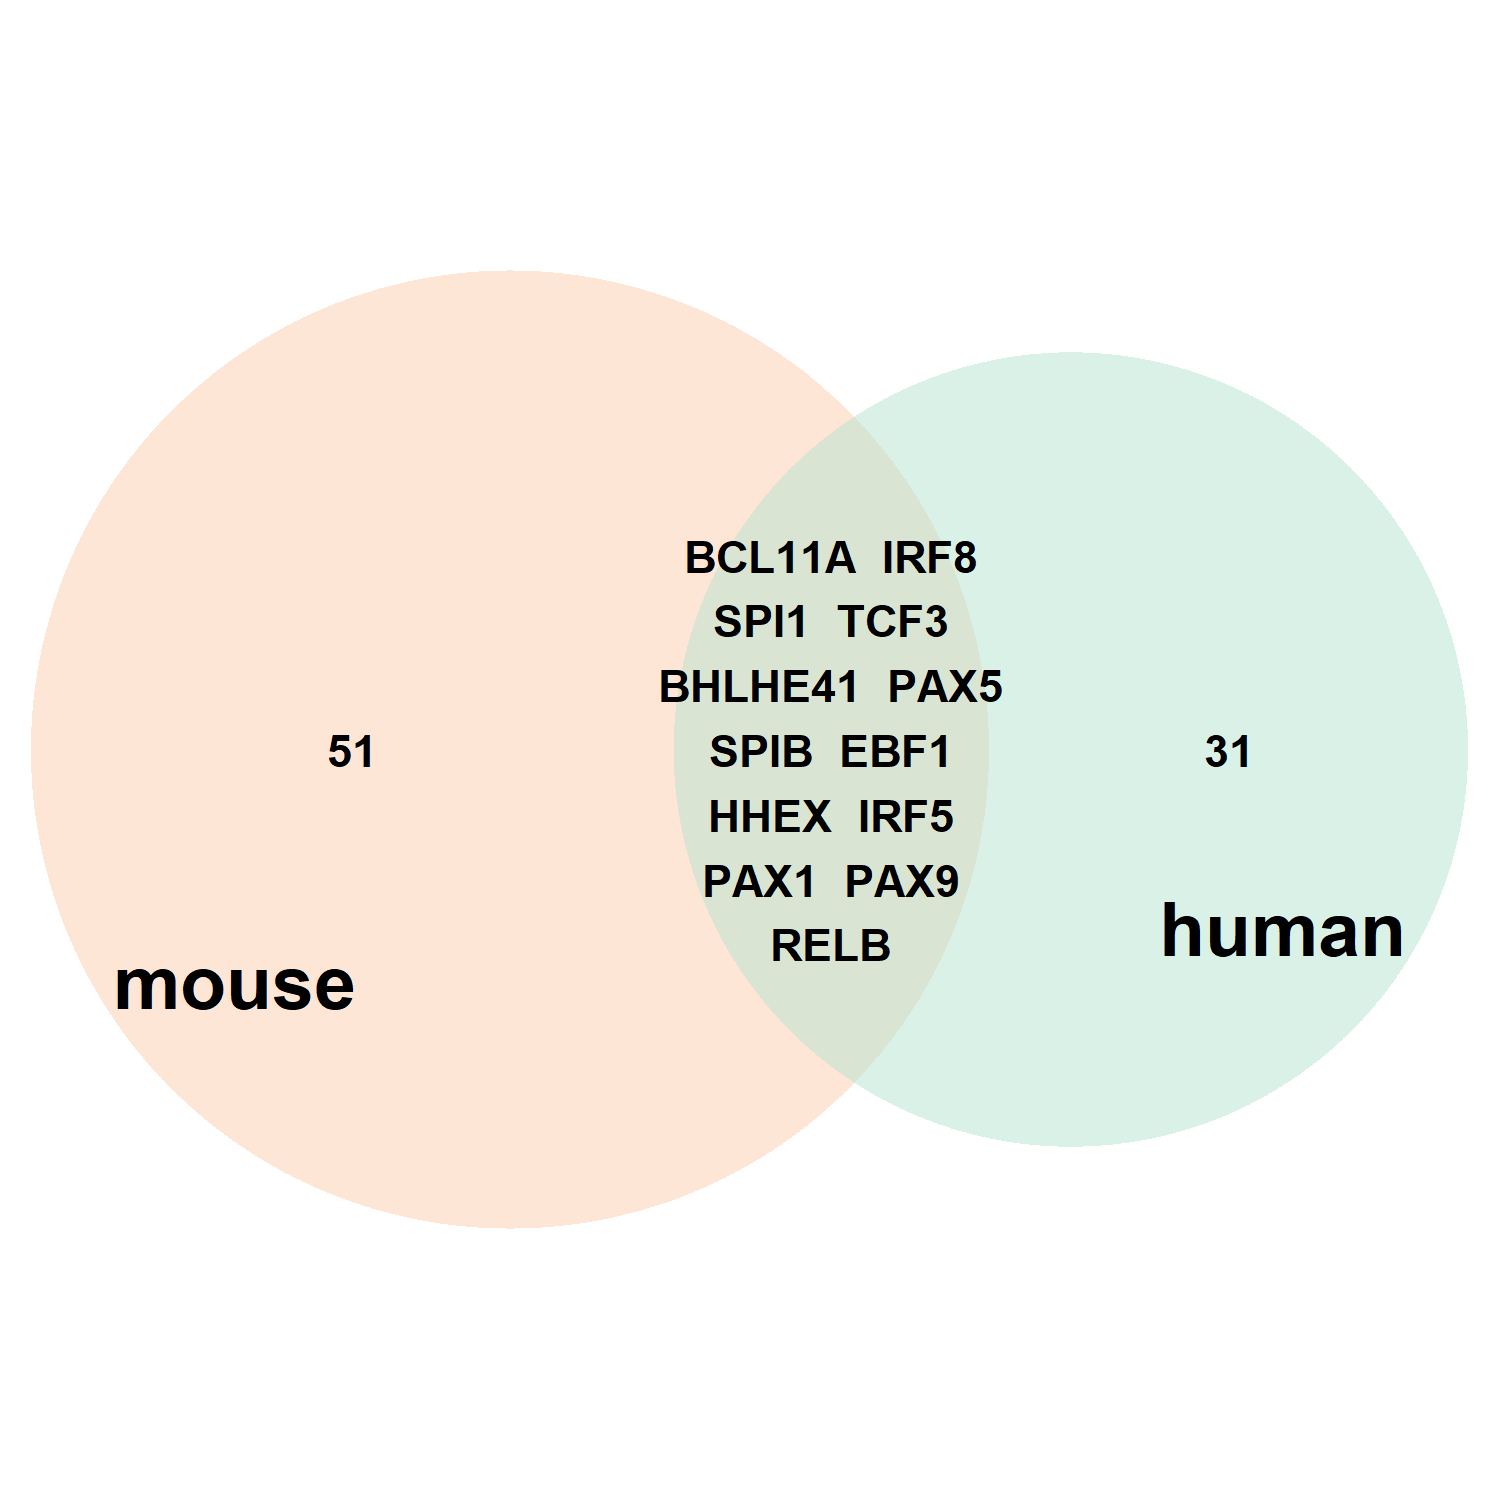 BCL11A IRF8
SPI1 TCF3
BHLHE41 PAX5
51
SPIB EBF1
31
HHEX IRF5
PAX1 PAX9
RELB
human
mouse